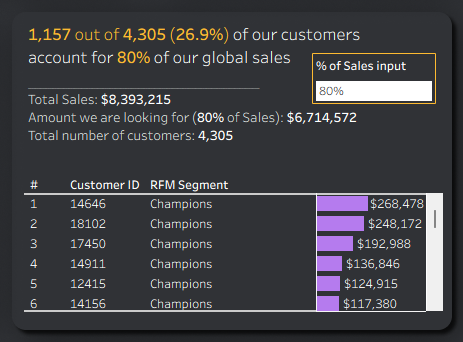 1,157 out of 4,305 (26.9%) of our customers
account for 80% of our global sales
% of Sales input
80%
Total Sales: $8,393,215
Amount we are looking for (80% of Sales): $6,714,572
Total number of customers: 4,305
# Customer ID RFM Segment
1 14646 Champions $268,478
2 18102 Champions $248,172
3 17450 Champions $192,988
4 14911 Champions $136,846
5 12415 Champions $124,915
6 14156 Champions $117,380